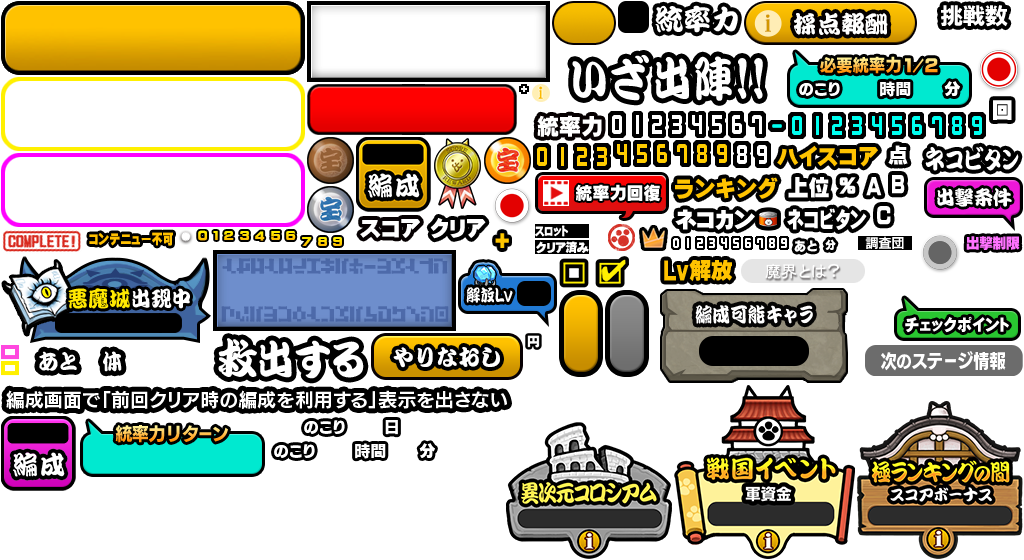 統率力
採点報酬
挑戦数
いざ出陣!!
必要統率力1/2
のこり 時間 分
統率力 01234567-0123456789
012345678989
ハイスコア 点
ネコビタン
宝
宝
宝
編成
統率力回復
ランキング 上位 % A B
出撃条件
スコア クリア
ネコカン ネコビタン C
COMPLETE!
コンテニュー不可
0123456
789
スロット
クリア済み
0123456789 あと 分
調査団
出撃制限
悪魔城出現中
解放Lv
Lv解放
魔界とは?
編成可能キャラ
チェックポイント
あと 体
救出する
やりなおし
円
次のステージ情報
編成画面で「前回クリア時の編成を利用する」表示を出さない
編成
統率力リターン
のこり 日
のこり 時間 分
異次元コロシアム
戦国イベント
軍資金
極ランキングの間
スコアボーナス